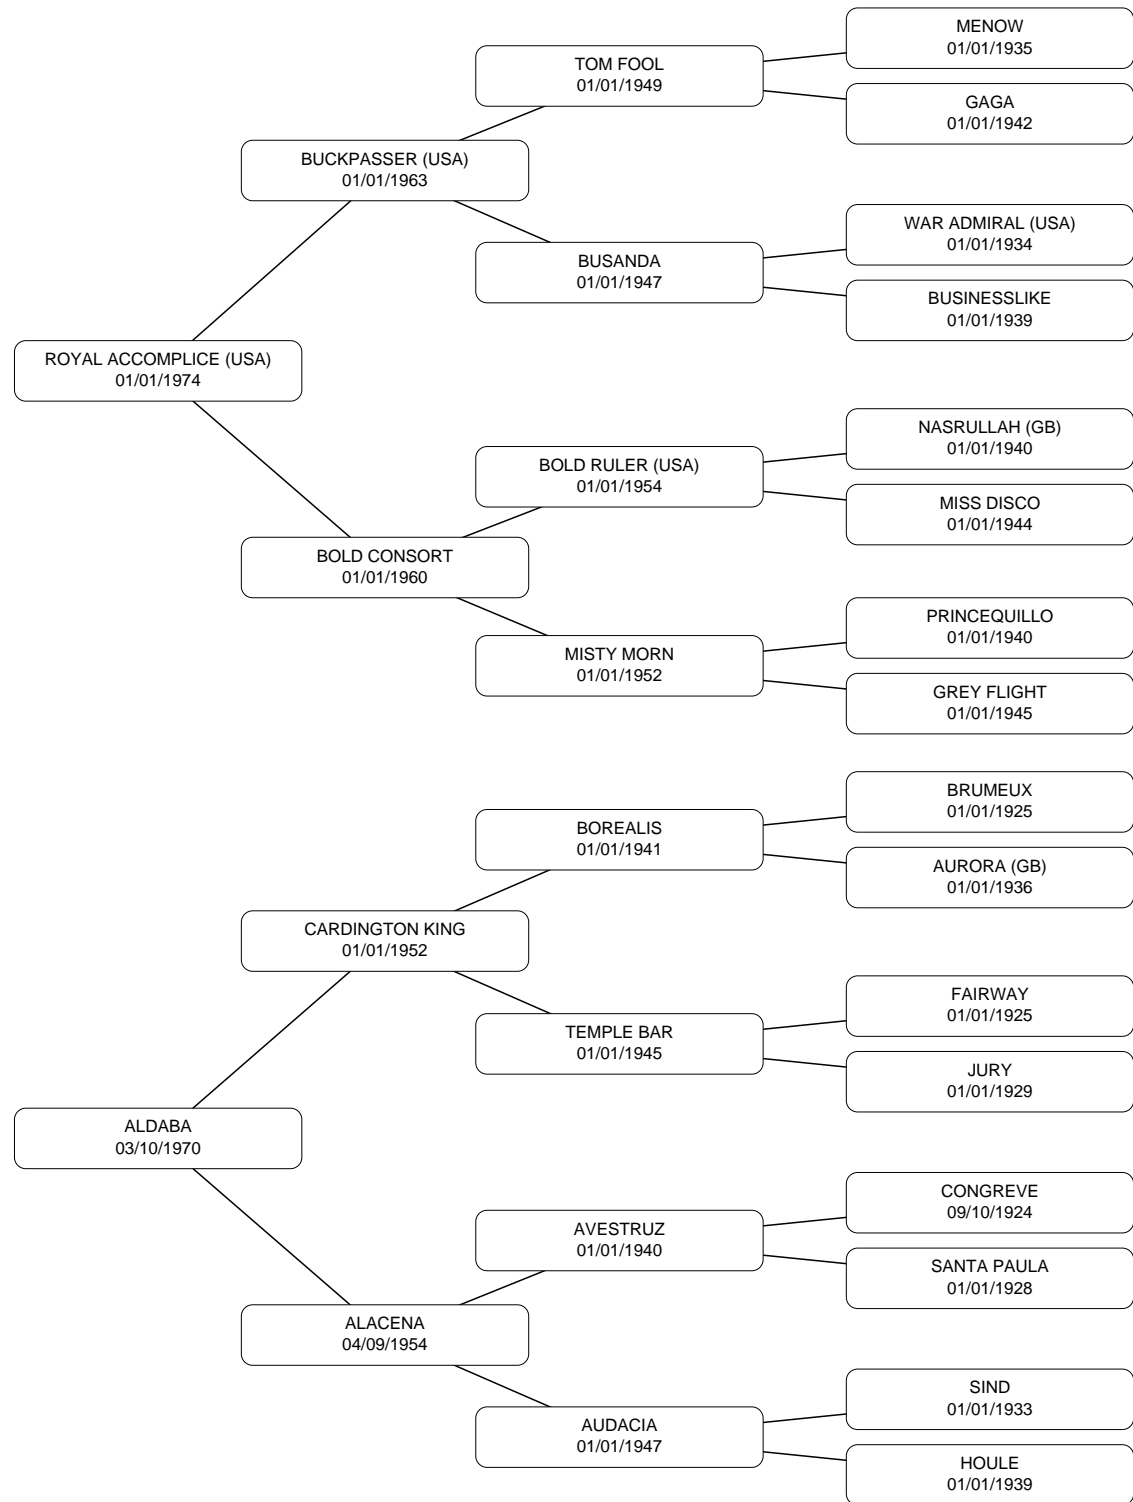 MENOW
01/01/1935
TOM FOOL
01/01/1949
GAGA
01/01/1942
BUCKPASSER (USA)
01/01/1963
WAR ADMIRAL (USA)
01/01/1934
BUSANDA
01/01/1947
BUSINESSLIKE
01/01/1939
ROYAL ACCOMPLICE (USA)
01/01/1974
NASRULLAH (GB)
01/01/1940
BOLD RULER (USA)
01/01/1954
MISS DISCO
01/01/1944
BOLD CONSORT
01/01/1960
PRINCEQUILLO
01/01/1940
MISTY MORN
01/01/1952
GREY FLIGHT
01/01/1945
BRUMEUX
01/01/1925
BOREALIS
01/01/1941
AURORA (GB)
01/01/1936
CARDINGTON KING
01/01/1952
FAIRWAY
01/01/1925
TEMPLE BAR
01/01/1945
JURY
01/01/1929
ALDABA
03/10/1970
CONGREVE
09/10/1924
AVESTRUZ
01/01/1940
SANTA PAULA
01/01/1928
ALACENA
04/09/1954
SIND
01/01/1933
AUDACIA
01/01/1947
HOULE
01/01/1939